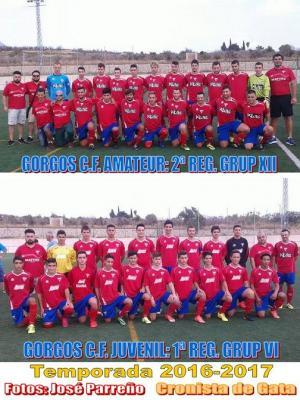 GORGOS C.F. AMATEUR: 2ª REG. GRUP XII
GORGOS C.F. JUVENIL: 1ª REG. GRUP VI
Temporada 2016-2017
Fotos: José Parreño Cronista de Gata